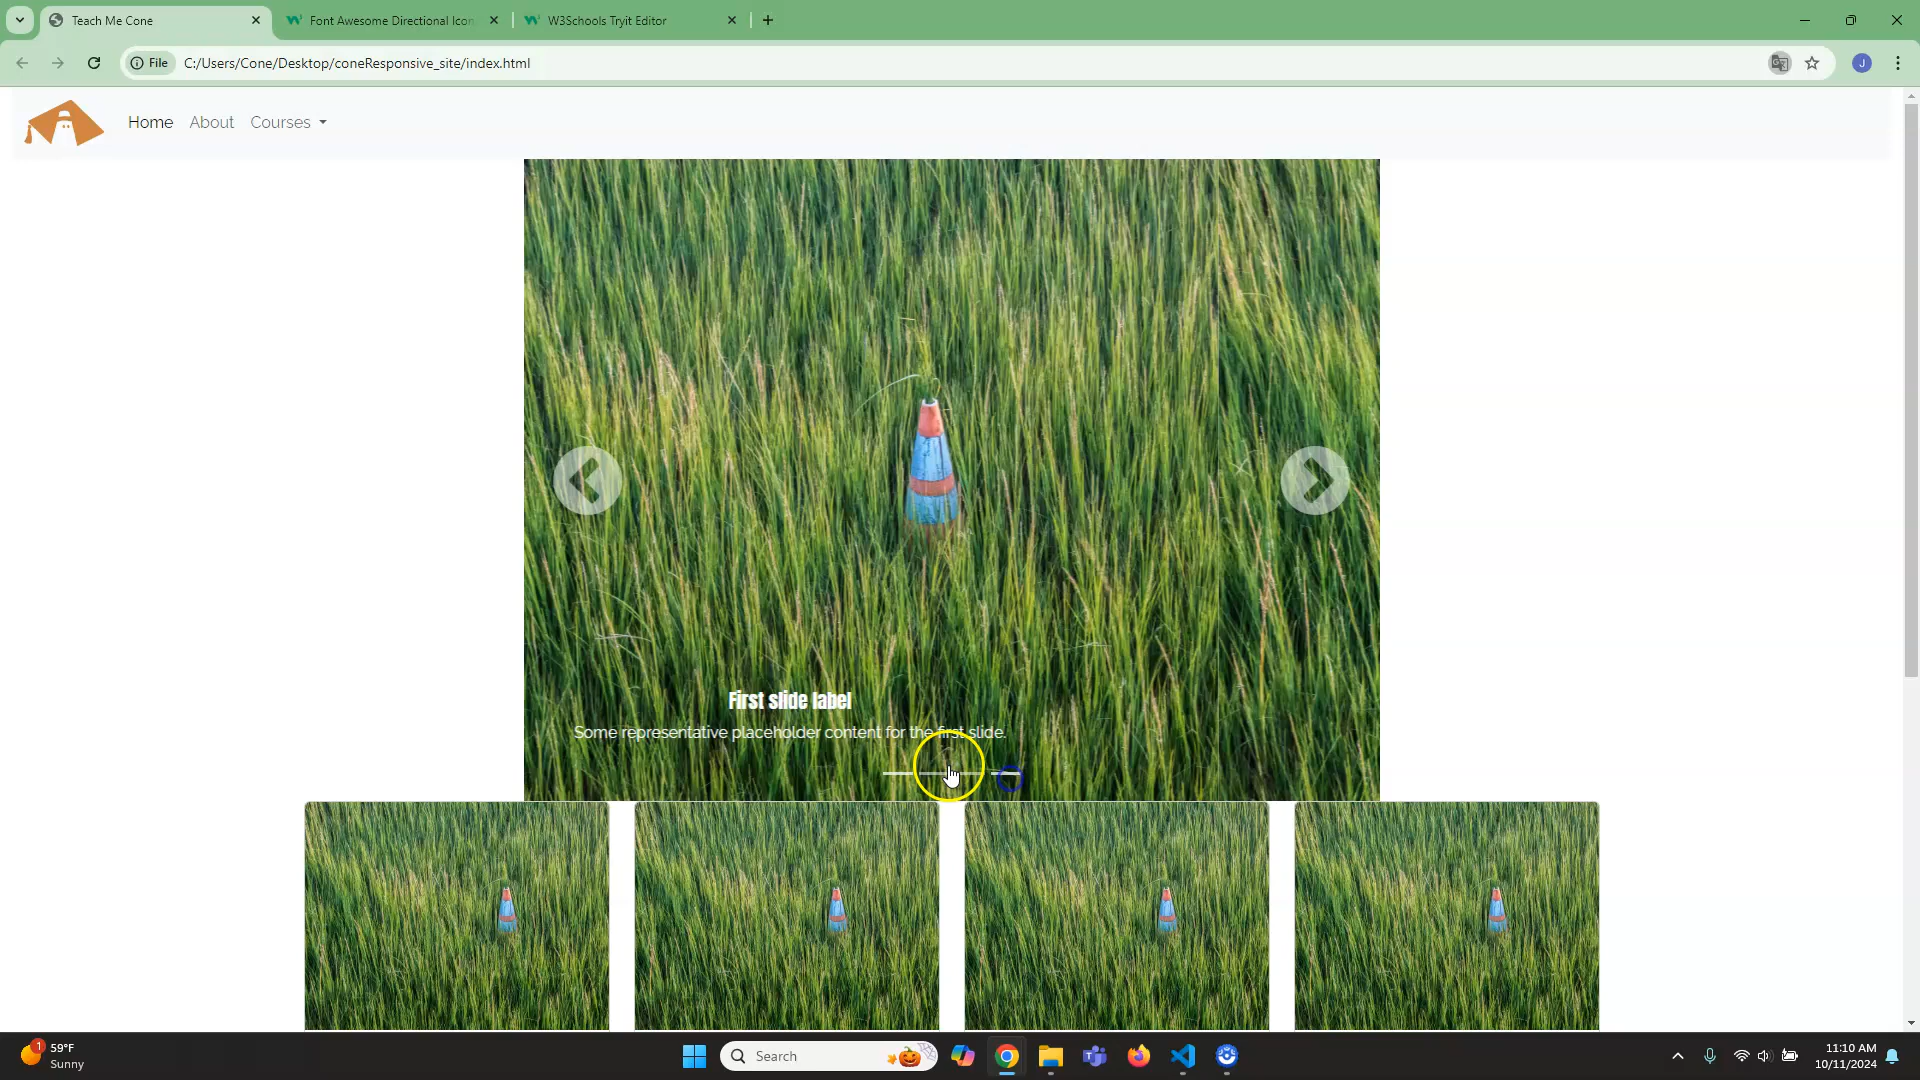 Teach Me Cone
Font Awesome Directional Icon
W3Schools Tryit Editor
File
C:/Users/Cone/Desktop/coneResponsive_site/index.html
J
Home
About
Courses
First slide label
Some representative placeholder content for the first slide.
1
59°F
Sunny
Search
11:10 AM
10/11/2024